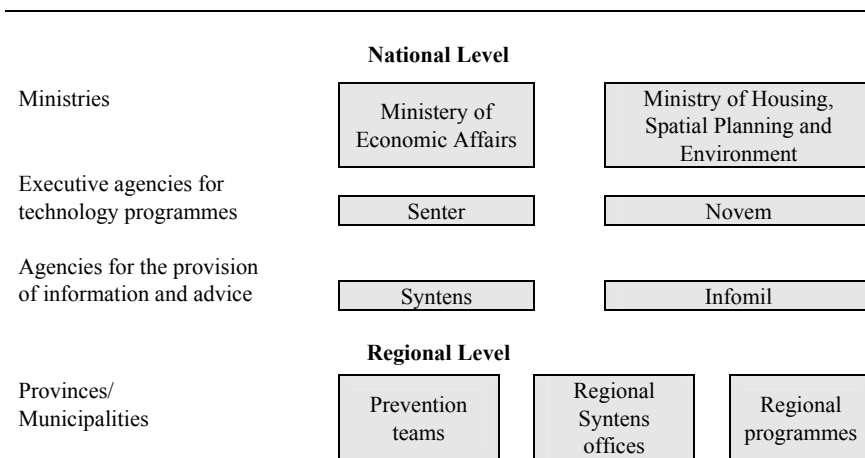 National Level
Ministries
Ministery of
Economic Affairs
Ministry of Housing,
Spatial Planning and
Environment
Executive agencies for
technology programmes
Senter
Novem
Agencies for the provision
of information and advice
Syntens
Infomil
Regional Level
Provinces/
Municipalities
Prevention
teams
Regional
Syntens
offices
Regional
programmes